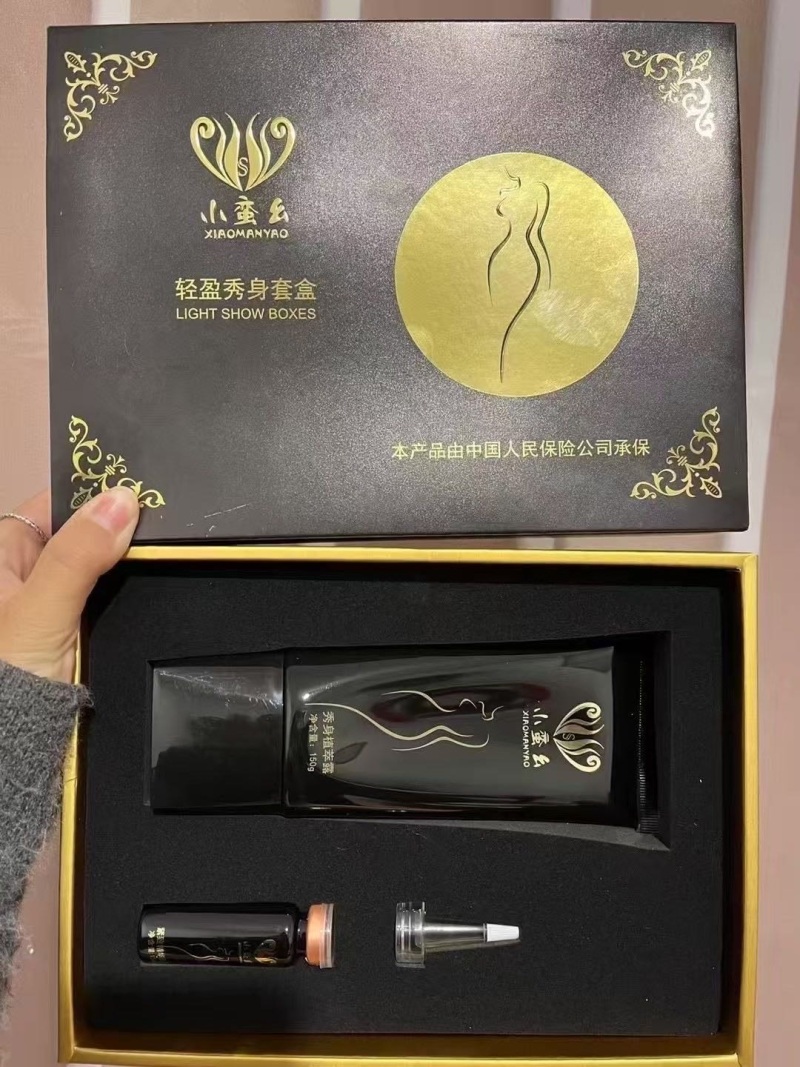 小蛮幺
XIAOMANYAO
轻盈秀身套盒
LIGHT SHOW BOXES
本产品由中国人民保险公司承保
小蛮幺
XIAOMANYAO
秀身植萃露
净含量：150g